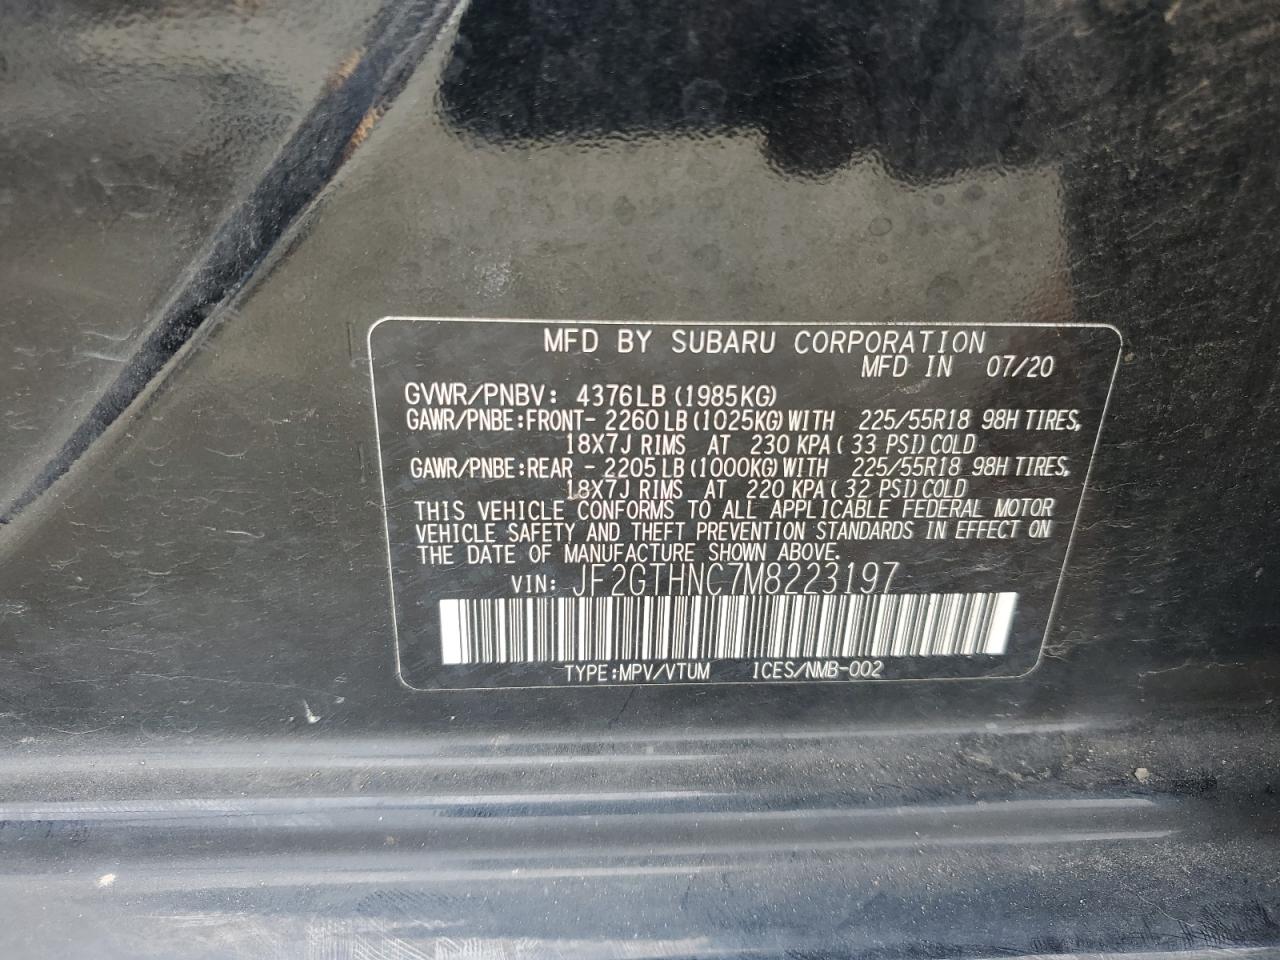 MFD BY SUBARU CORPORATION
MFD IN 07/20
GVWR/PNBV: 4376LB (1985KG)
GAWR/PNBE:FRONT- 2260 LB (1025KG) WITH 225/55R18 98H TIRES,
18X7J RIMS AT 230 KPA ( 33 PSI) COLD
GAWR/PNBE:REAR - 2205 LB (1000KG) WITH 225/55R18 98H TIRES,
18X7J RIMS AT 220 KPA ( 32 PSI) COLD
THIS VEHICLE CONFORMS TO ALL APPLICABLE FEDERAL MOTOR
VEHICLE SAFETY AND THEFT PREVENTION STANDARDS IN EFFECT ON
THE DATE OF MANUFACTURE SHOWN ABOVE.
VIN: JF2GTHNC7M8223197
TYPE:MPV/VTUM ICES/NMB-002